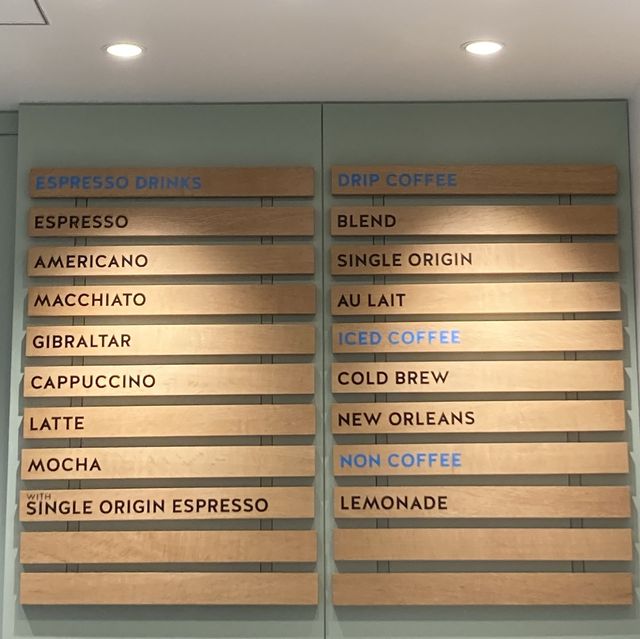 ESPRESSO DRINKS
ESPRESSO
AMERICANO
MACCHIATO
GIBRALTAR
CAPPUCCINO
LATTE
MOCHA
WITH
SINGLE ORIGIN ESPRESSO
DRIP COFFEE
BLEND
SINGLE ORIGIN
AU LAIT
ICED COFFEE
COLD BREW
NEW ORLEANS
NON COFFEE
LEMONADE